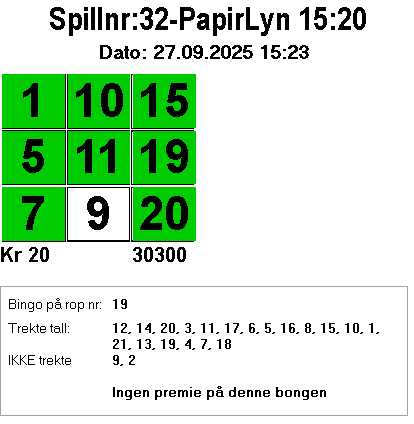 Spillnr:32-PapirLyn 15:20
Dato: 27.09.2025 15:23
1 10 15
5 11 19
7 9 20
Kr 20 30300
Bingo på rop nr: 19
Trekte tall: 12, 14, 20, 3, 11, 17, 6, 5, 16, 8, 15, 10, 1,
21, 13, 19, 4, 7, 18
IKKE trekte 9, 2
Ingen premie på denne bongen